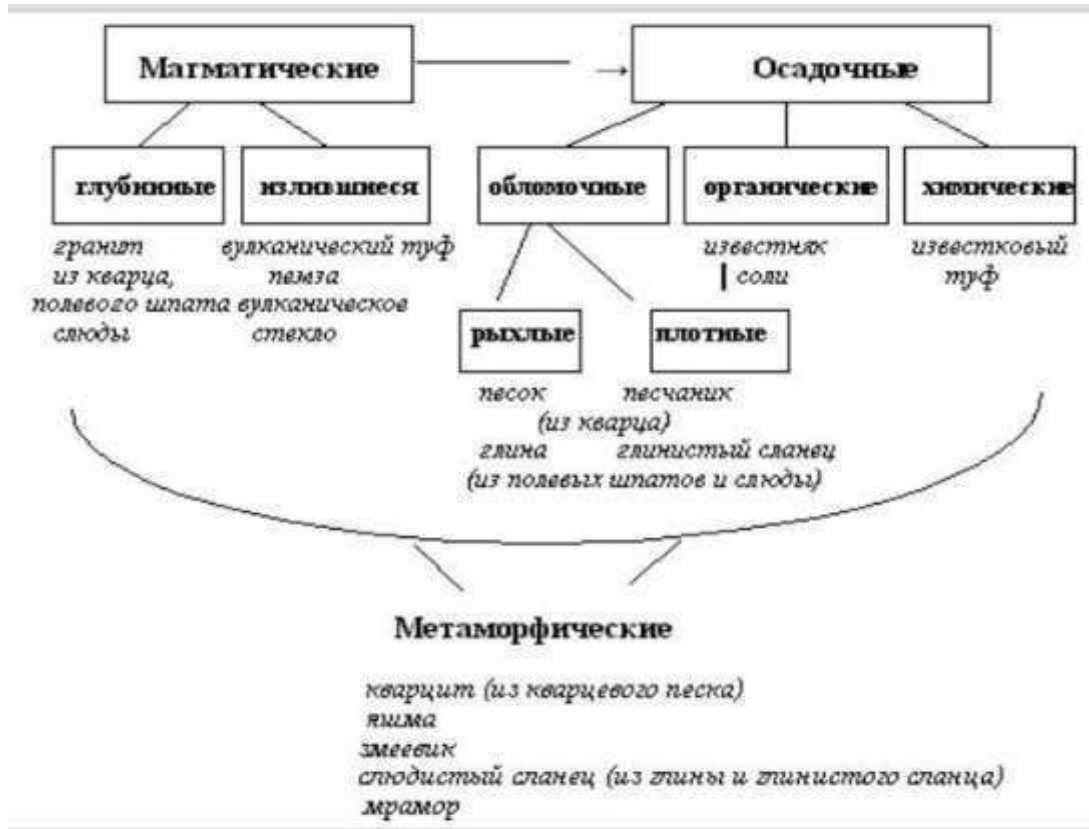 Магматические → Осадочные
глубинные излившиеся обломочные органические химические
гранит вулканический туф известняк известковый
из кварца, пемза соли туф
полевого шпата вулканическое
слюды стекло
рыхлые плотные
песок песчаник
(из кварца)
глина глинистый сланец
(из полевых шпатов и слюды)
Метаморфические
кварцит (из кварцевого песка)
яшма
змеевик
слюдистый сланец (из глины и глинистого сланца)
мрамор